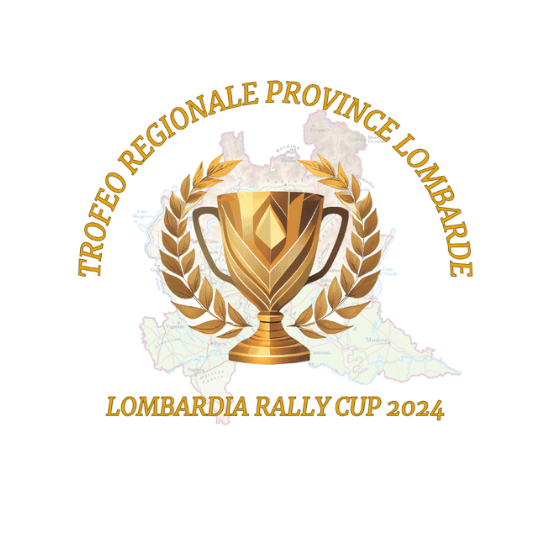 TROFEO REGIONALE PROVINCE LOMBARDE
LOMBARDIA RALLY CUP 2024